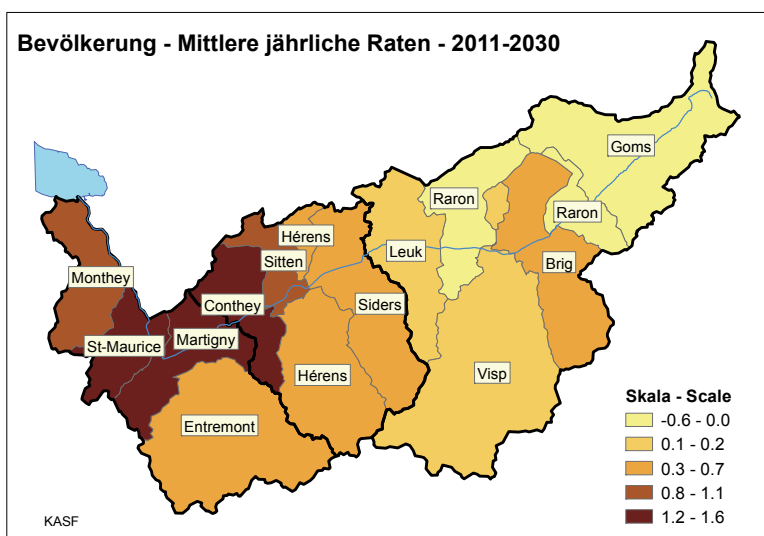 Bevölkerung - Mittlere jährliche Raten - 2011-2030
Goms
Raron
Raron
Hérens
Leuk
Sitten
Brig
Monthey
Conthey
Siders
St-Maurice
Martigny
Hérens
Visp
Entremont
Skala - Scale
-0.6 - 0.0
0.1 - 0.2
0.3 - 0.7
0.8 - 1.1
1.2 - 1.6
KASF